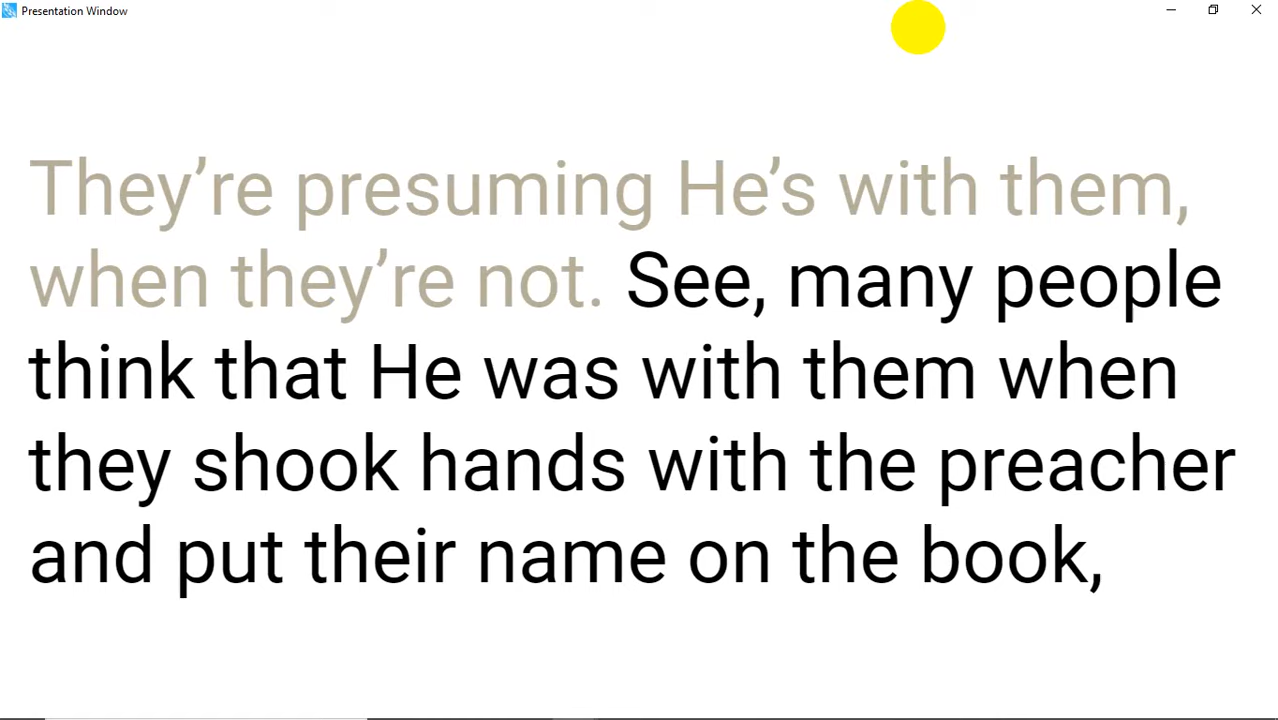 Presentation Window
They’re presuming He’s with them,
when they’re not. See, many people
think that He was with them when
they shook hands with the preacher
and put their name on the book,